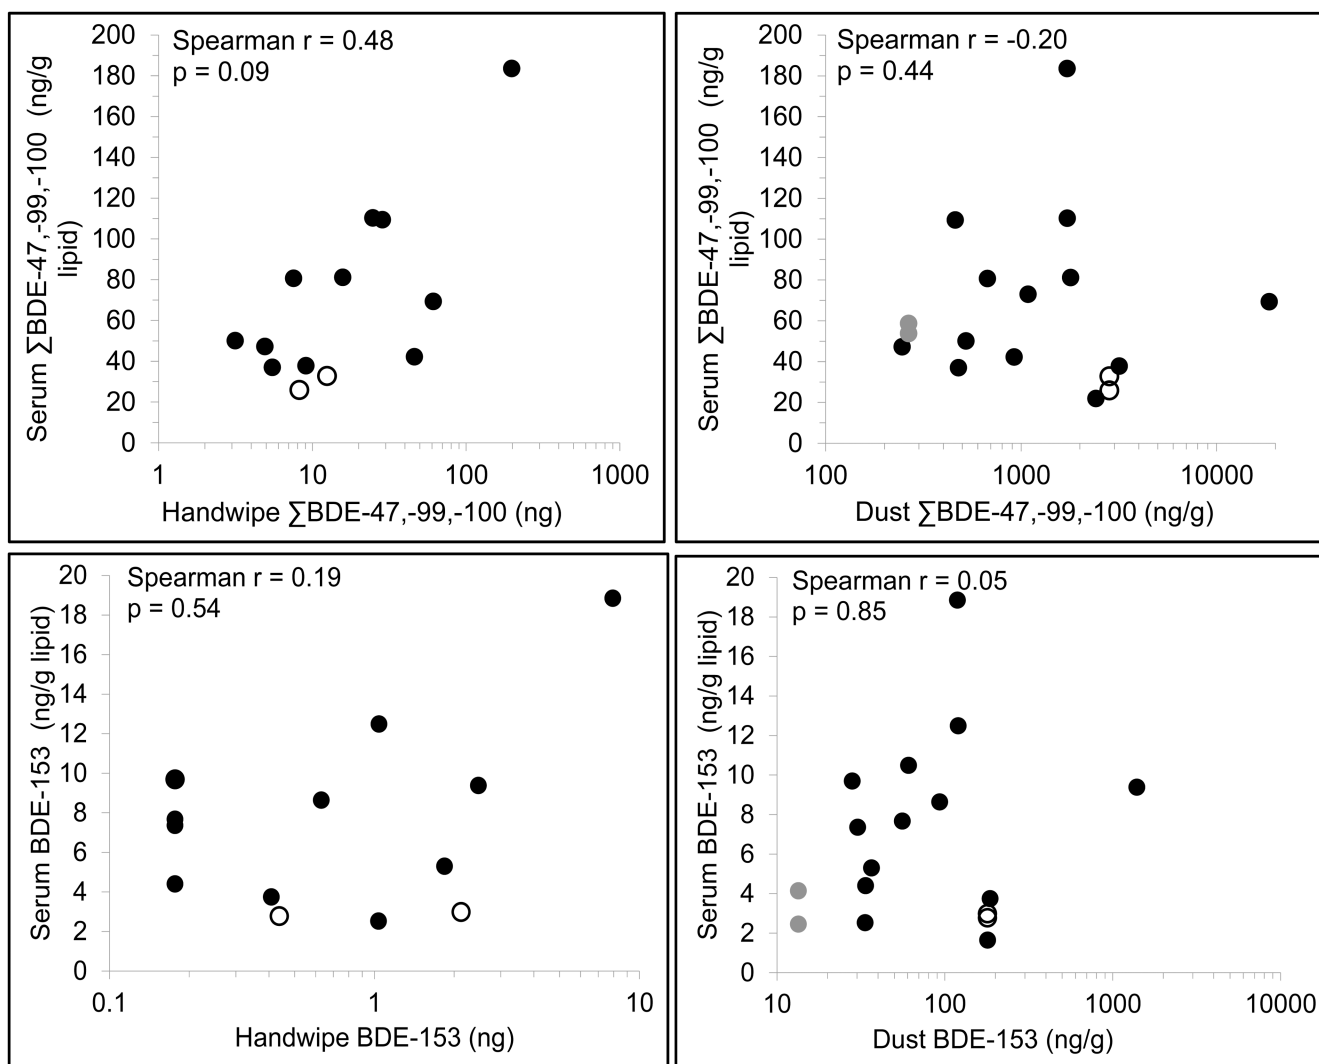 Spearman r = 0.48
p = 0.09
Serum ∑BDE-47,-99,-100 (ng/g
lipid)
200
180
160
140
120
100
80
60
40
20
0
1 10 100 1000
Handwipe ∑BDE-47,-99,-100 (ng)
Spearman r = -0.20
p = 0.44
Serum ∑BDE-47,-99,-100 (ng/g
lipid)
200
180
160
140
120
100
80
60
40
20
0
100 1000 10000
Dust ∑BDE-47,-99,-100 (ng/g)
Spearman r = 0.19
p = 0.54
Serum BDE-153 (ng/g lipid)
20
18
16
14
12
10
8
6
4
2
0
0.1 1 10
Handwipe BDE-153 (ng)
Spearman r = 0.05
p = 0.85
Serum BDE-153 (ng/g lipid)
20
18
16
14
12
10
8
6
4
2
0
10 100 1000 10000
Dust BDE-153 (ng/g)